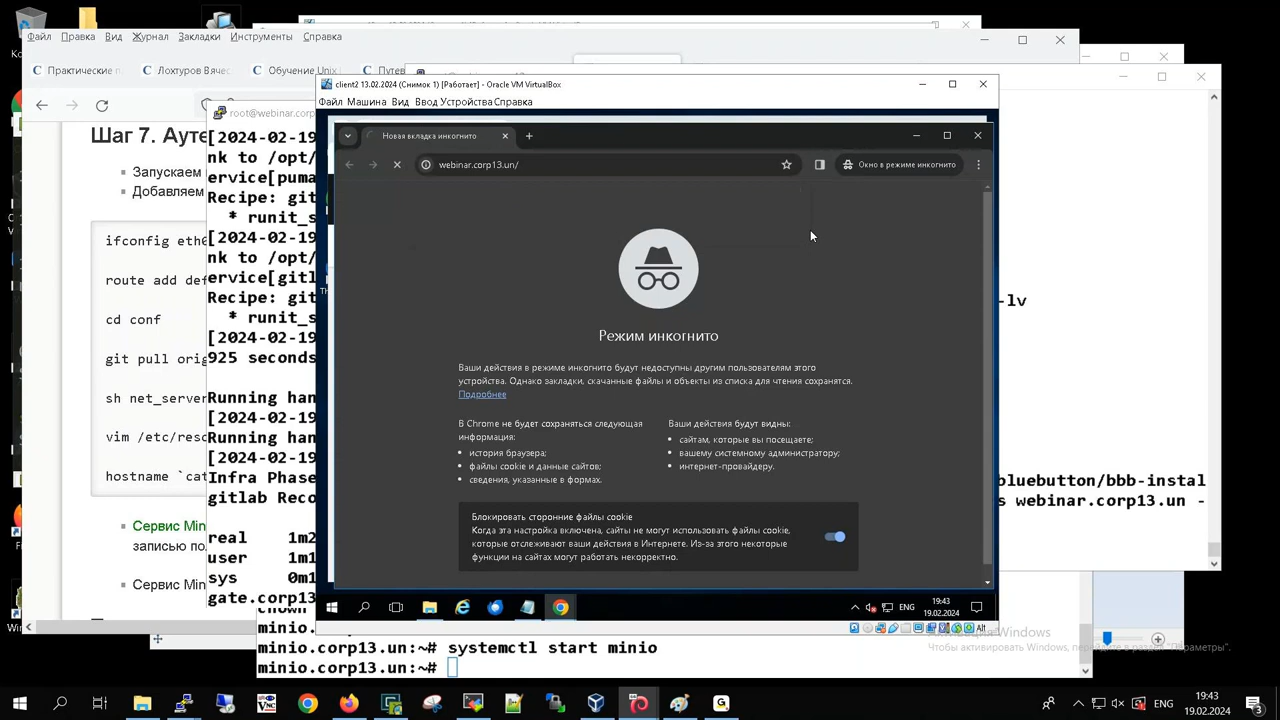 Файл Правка Вид Журнал Закладки Инструменты Справка
Практические п
Лохтуров Вячес
Обучение Unix
Путев
root@webinar.corp
Шаг 7. Ауте
Запускаем
Добавляем
ifconfig eth0
route add def
cd conf
git pull orig
sh net_server
vim /etc/reso
hostname `cat
Сервис Min
записью по
Сервис Min
[2024-02-19
nk to /opt/
ervice[puma
Recipe: git
* runit_s
[2024-02-19
nk to /opt/
ervice[gitl
Recipe: git
* runit_s
[2024-02-19
925 seconds
Running han
[2024-02-19
Running han
[2024-02-19
Infra Phase
gitlab Reco
real 1m2
user 1m1
sys 0m1
gate.corp13
client2 13.02.2024 (Снимок 1) [Работает] - Oracle VM VirtualBox
Файл Машина Вид Ввод Устройства Справка
Новая вкладка инкогнито
webinar.corp13.un/
Окно в режиме инкогнито
Режим инкогнито
Ваши действия в режиме инкогнито будут недоступны другим пользователям этого
устройства. Однако закладки, скачанные файлы и объекты из списка для чтения сохранятся.
Подробнее
В Chrome не будет сохраняться следующая
информация:
история браузера;
файлы cookie и данные сайтов;
сведения, указанные в формах.
Ваши действия будут видны:
сайтам, которые вы посещаете;
вашему системному администратору;
интернет-провайдеру.
Блокировать сторонние файлы cookie
Когда эта настройка включена, сайты не могут использовать файлы cookie,
которые отслеживают ваши действия в Интернете. Из-за этого некоторые
функции на сайтах могут работать некорректно.
ENG
19:43
19.02.2024
-lv
bluebutton/bbb-instal
s webinar.corp13.un -
minio.corp13.un:~# systemctl start minio
minio.corp13.un:~#
Чтобы активировать Windows, перейдите в раздел "Параметры".
ENG
19:43
19.02.2024
3